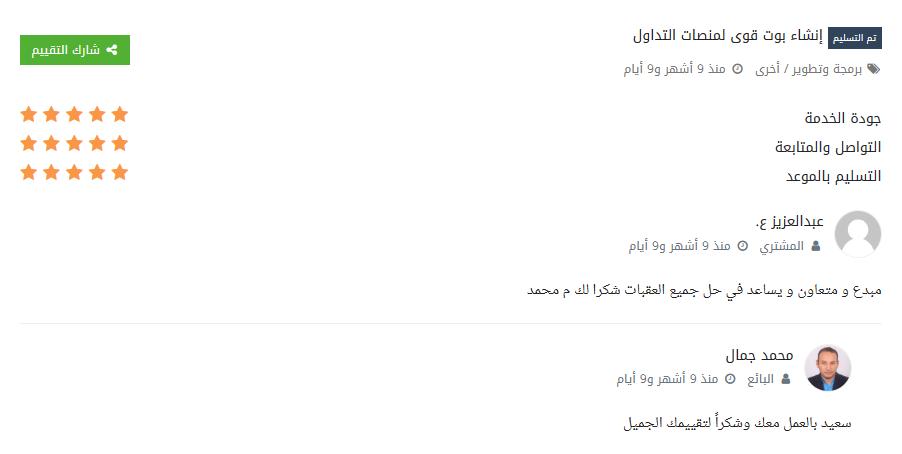 تم التسليم إنشاء بوت قوى لمنصات التداول
شارك التقييم
برمجة وتطوير / أخرى منذ 9 أشهر و9 أيام
جودة الخدمة
التواصل والمتابعة
التسليم بالموعد
عبدالعزيز ع.
المشتري منذ 9 أشهر و9 أيام
مبدع و متعاون و يساعد في حل جميع العقبات شكرا لك م محمد
محمد جمال
البائع منذ 9 أشهر و9 أيام
سعيد بالعمل معك وشكراً لتقييمك الجميل